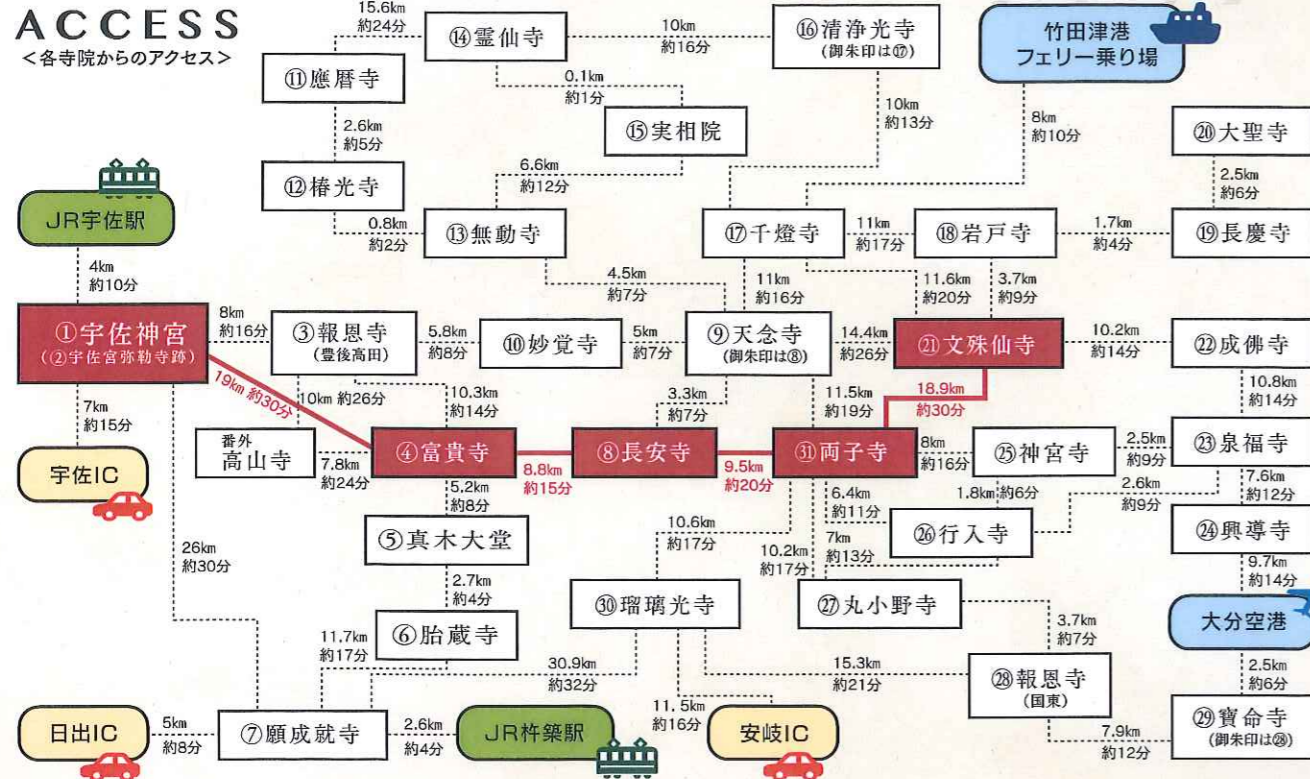 ACCESS
<各寺院からのアクセス>
15.6km
約24分
⑭霊仙寺
10km
約16分
⑯清浄光寺
(御朱印は⑰)
竹田津港
フェリー乗り場
⑪應暦寺
0.1km
約1分
⑮実相院
10km
約13分
8km
約10分
⑳大聖寺
2.6km
約5分
6.6km
約12分
2.5km
約6分
JR宇佐駅
⑫椿光寺
0.8km
約2分
⑬無動寺
⑰千燈寺
11km
約17分
⑱岩戸寺
1.7km
約4分
⑲長慶寺
4km
約10分
4.5km
約7分
11km
約16分
11.6km
約20分
3.7km
約9分
①宇佐神宮
(②宇佐宮弥勒寺跡)
8km
約16分
③報恩寺
(豊後高田)
5.8km
約8分
⑩妙覚寺
5km
約7分
⑨天念寺
(御朱印は⑧)
14.4km
約26分
㉑文殊仙寺
10.2km
約14分
㉒成佛寺
19km 約30分
10km 約26分
10.3km
約14分
3.3km
約7分
11.5km
約19分
18.9km
約30分
10.8km
約14分
7km
約15分
番外
高山寺
7.8km
約24分
④富貴寺
8.8km
約15分
⑧長安寺
9.5km
約20分
㉛両子寺
8km
約16分
㉕神宮寺
2.5km
約9分
㉓泉福寺
宇佐IC
5.2km
約8分
6.4km
約11分
1.8km
約6分
2.6km
約9分
7.6km
約12分
26km
約30分
⑤真木大堂
10.6km
約17分
10.2km
約17分
7km
約13分
㉖行入寺
㉔興導寺
2.7km
約4分
9.7km
約14分
⑥胎蔵寺
㉚瑠璃光寺
㉗丸小野寺
大分空港
11.7km
約17分
30.9km
約32分
15.3km
約21分
3.7km
約7分
㉘報恩寺
(国東)
2.5km
約6分
日出IC
5km
約8分
⑦願成就寺
2.6km
約4分
JR杵築駅
11.5km
約16分
安岐IC
7.9km
約12分
㉙寶命寺
(御朱印は㉘)